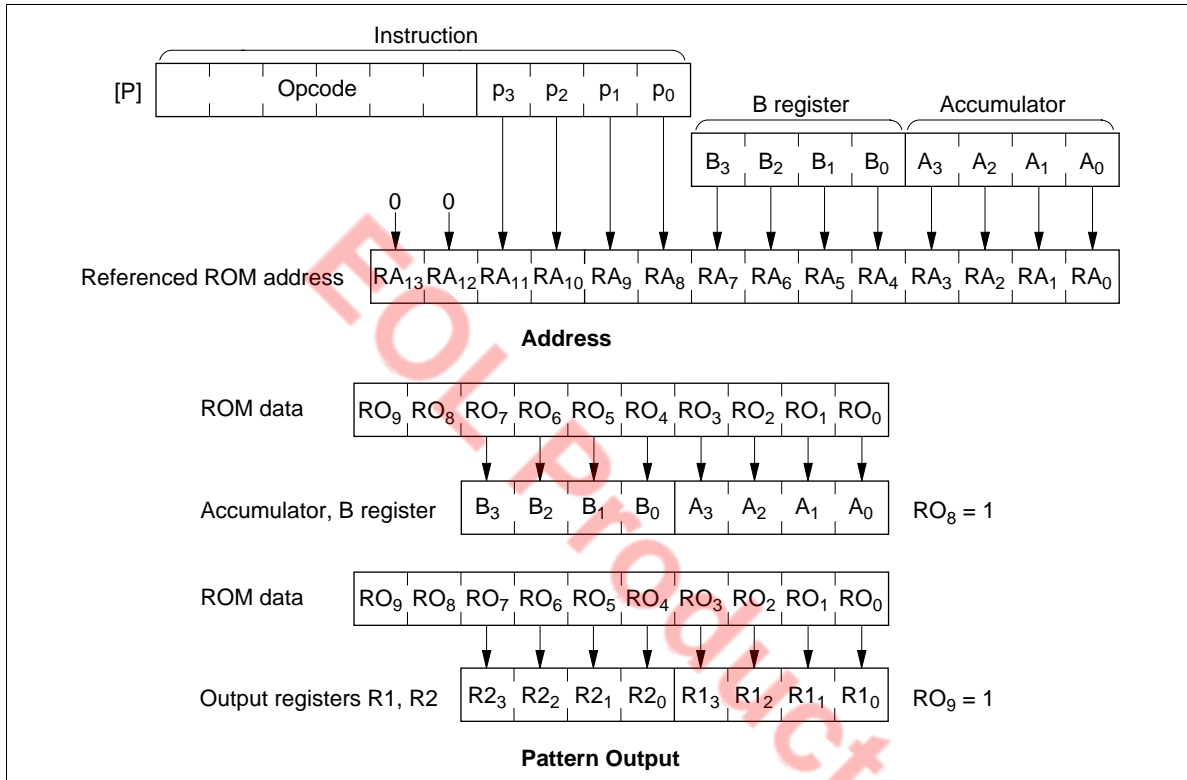 Instruction
[P] Opcode p3 p2 p1 p0
B register Accumulator
B3 B2 B1 B0 A3 A2 A1 A0
0 0
Referenced ROM address RA13 RA12 RA11 RA10 RA9 RA8 RA7 RA6 RA5 RA4 RA3 RA2 RA1 RA0
Address
ROM data RO9 RO8 RO7 RO6 RO5 RO4 RO3 RO2 RO1 RO0
Accumulator, B register B3 B2 B1 B0 A3 A2 A1 A0 RO8 = 1
ROM data RO9 RO8 RO7 RO6 RO5 RO4 RO3 RO2 RO1 RO0
Output registers R1, R2 R23 R22 R21 R20 R13 R12 R11 R10 RO9 = 1
Pattern Output
EOL Product